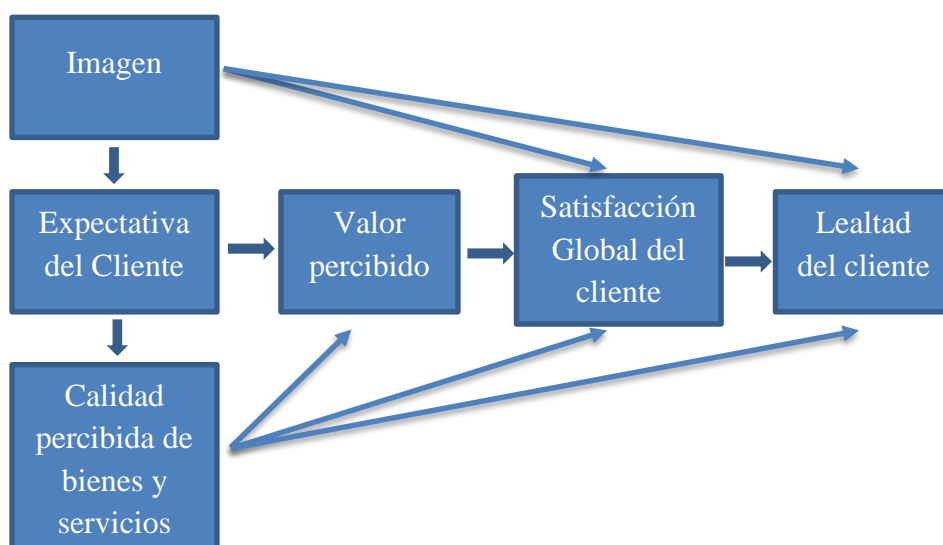 Imagen
Expectativa
del Cliente
Valor
percibido
Satisfacción
Global del
cliente
Lealtad
del cliente
Calidad
percibida de
bienes y
servicios